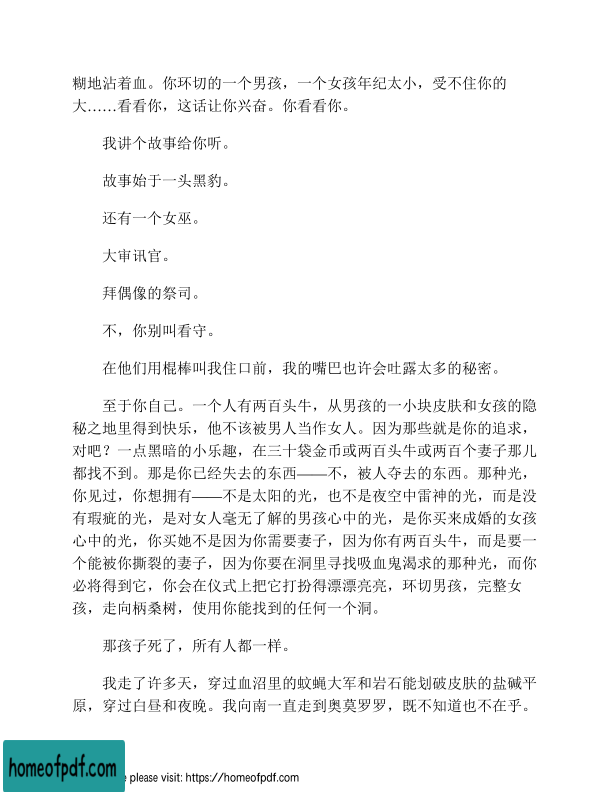 糊地沾着血。你环切的一个男孩，一个女孩年纪太小，受不住你的
大……看看你，这话让你兴奋。你看看你。
我讲个故事给你听。
故事始于一头黑豹。
还有一个女巫。
大审讯官。
拜偶像的祭司。
不，你别叫看守。
在他们用棍棒叫我住口前，我的嘴巴也许会吐露太多的秘密。
至于你自己。一个人有两百头牛，从男孩的一小块皮肤和女孩的隐
秘之地里得到快乐，他不该被男人当作女人。因为那些就是你的追求，
对吧？一点黑暗的小乐趣，在三十袋金币或两百头牛或两百个妻子那儿
都找不到。那是你已经失去的东西——不，被人夺去的东西。那种光，
你见过，你想拥有——不是太阳的光，也不是夜空中雷神的光，而是没
有瑕疵的光，是对女人毫无了解的男孩心中的光，是你买来成婚的女孩
心中的光，你买她不是因为你需要妻子，因为你有两百头牛，而是要一
个能被你撕裂的妻子，因为你要在洞里寻找吸血鬼渴求的那种光，而你
必将得到它，你会在仪式上把它打扮得漂漂亮亮，环切男孩，完整女
孩，走向柄桑树，使用你能找到的任何一个洞。
那孩子死了，所有人都一样。
我走了许多天，穿过血沼里的蚊蝇大军和岩石能划破皮肤的盐碱平
原，穿过白昼和夜晚。我向南一直走到奥莫罗罗，既不知道也不在乎。
homeofpdf.com
e please visit: https://homeofpdf.com